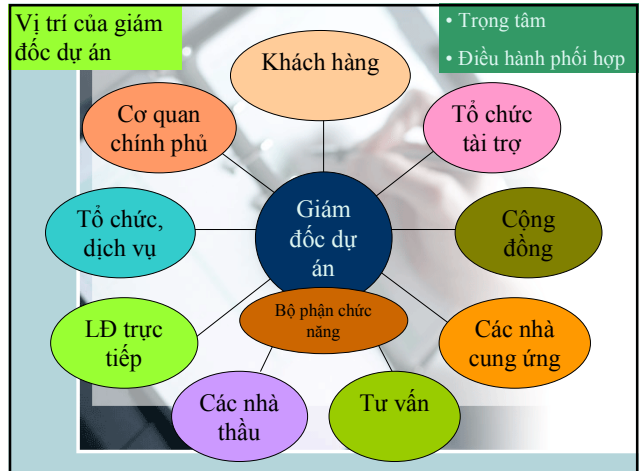 Vị trí của giám
đốc dự án
• Trọng tâm
• Điều hành phối hợp
Khách hàng
Cơ quan
chính phủ
Tổ chức
tài trợ
Tổ chức,
dịch vụ
Giám
đốc dự
án
Cộng
đồng
LĐ trực
tiếp
Bộ phận chức
năng
Các nhà
cung ứng
Các nhà
thầu
Tư vấn